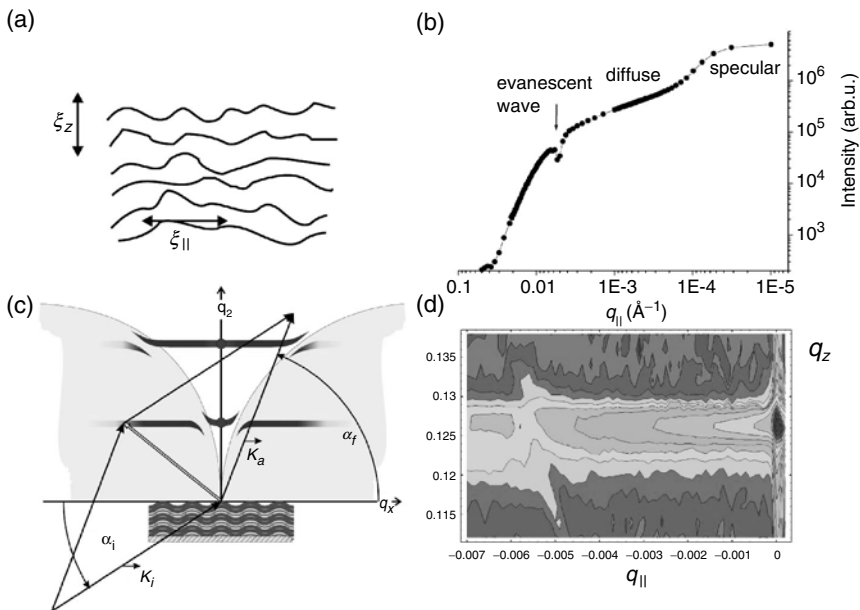 (a)
ξz
ξ||
(b)
evanescent
wave
diffuse
specular
10^6
10^5
10^4
10^3
Intensity (arb.u.)
0.1 0.01 1E-3 1E-4 1E-5
q|| (Å⁻¹)
(c)
q2
αf
Ka
qx
αi
Ki
(d)
qz
0.135
0.13
0.125
0.12
0.115
−0.007 −0.006 −0.005 −0.004 −0.003 −0.002 −0.001 0
q||